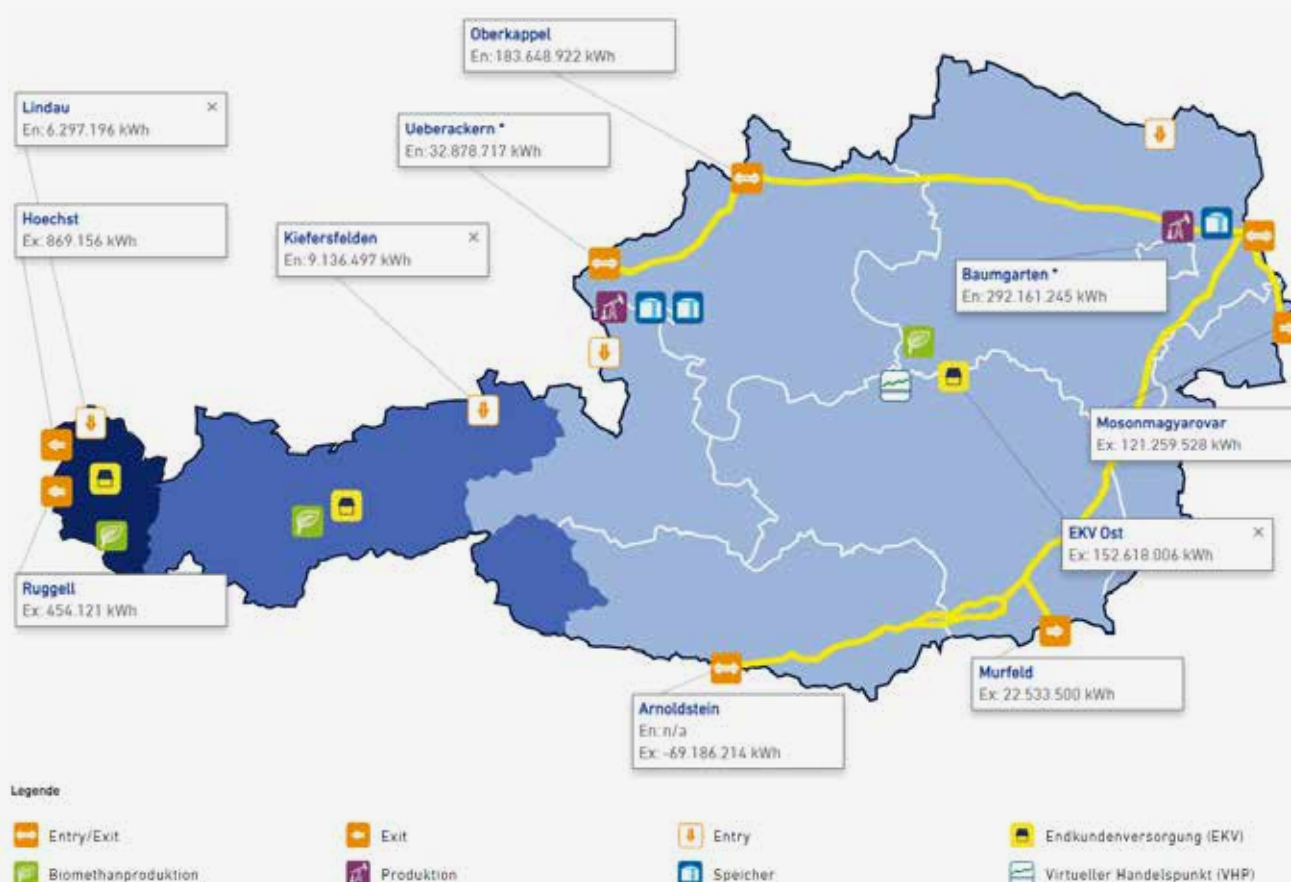 Oberkappel
En: 183.648.922 kWh
Lindau ×
En: 6.297.196 kWh
Ueberackern *
En: 32.878.717 kWh
Hoechst
Ex: 869.156 kWh
Kiefersfelden ×
En: 9.136.497 kWh
Baumgarten *
En: 292.161.245 kWh
Mosonmagyarovar
Ex: 121.259.528 kWh
EKV Ost ×
Ex: 152.618.006 kWh
Ruggell
Ex: 454.121 kWh
Murfeld
Ex: 22.533.500 kWh
Arnoldstein
En: n/a
Ex: -69.186.214 kWh
Legende
Entry/Exit
Exit
Entry
Endkundenversorgung (EKV)
Biomethanproduktion
Produktion
Speicher
Virtueller Handelspunkt (VHP)